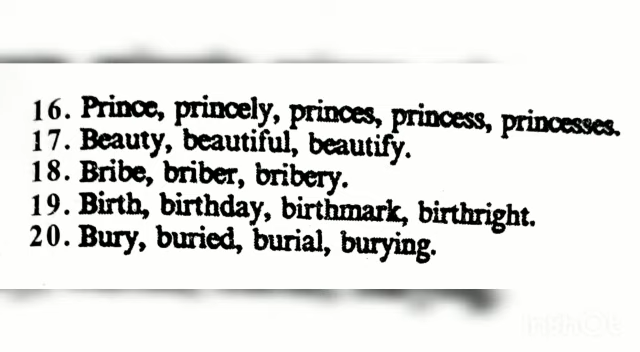 16. Prince, princely, princes, princess, princesses.
17. Beauty, beautiful, beautify.
18. Bribe, briber, bribery.
19. Birth, birthday, birthmark, birthright.
20. Bury, buried, burial, burying.